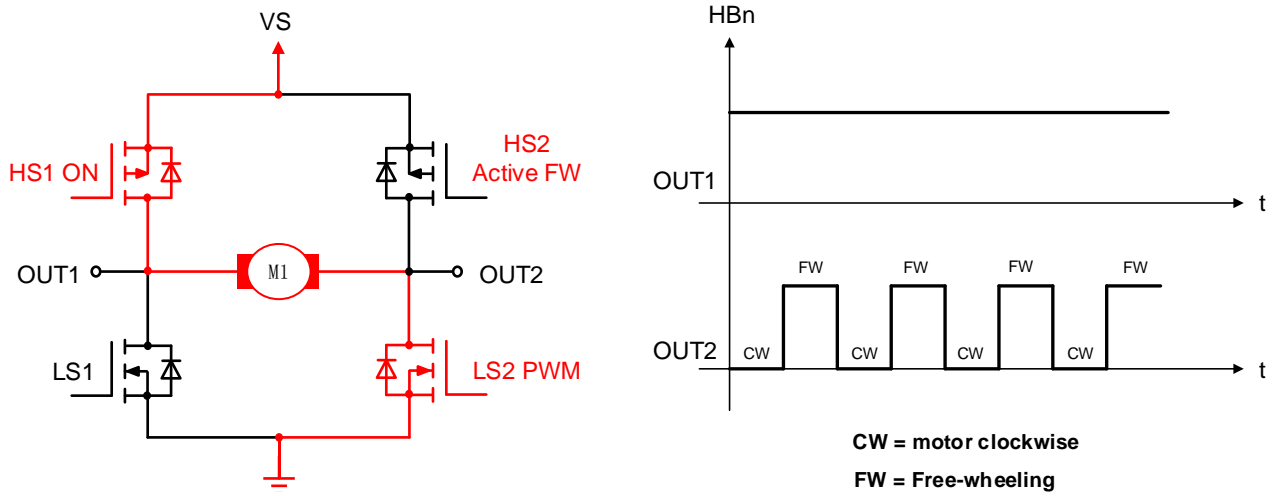 VS
HS1 ON
HS2
Active FW
OUT1
M1
OUT2
LS1
LS2 PWM
HBn
OUT1
t
FW
FW
FW
FW
OUT2
CW
CW
CW
CW
t
CW = motor clockwise
FW = Free-wheeling